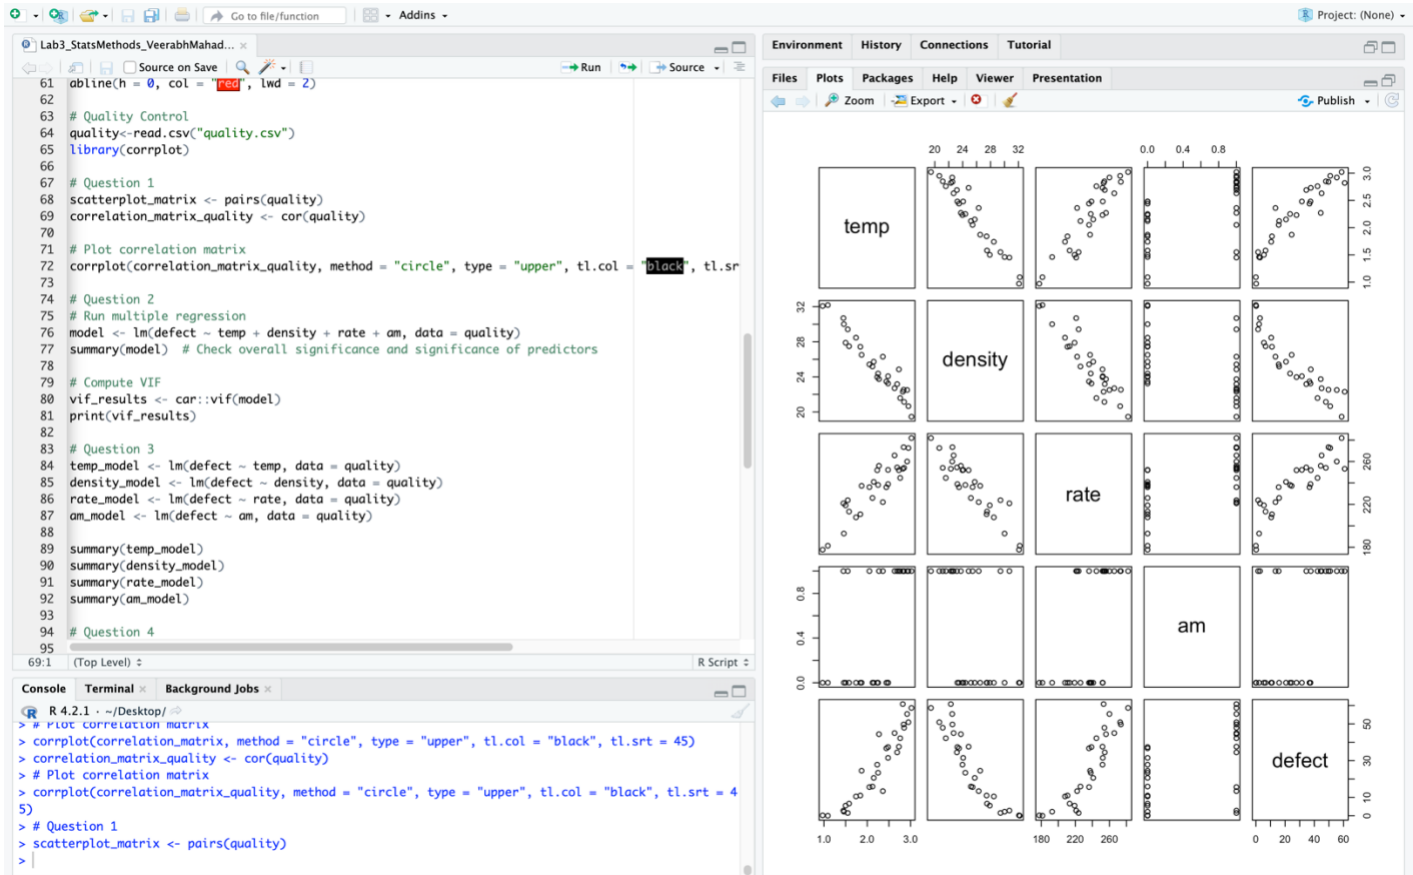 Go to file/function
Addins
Project: (None)
Lab3_StatsMethods_VeerabhMahad...
Source on Save
Run
Source
61 abline(h = 0, col = "red", lwd = 2)
62
63 # Quality Control
64 quality<-read.csv("quality.csv")
65 library(corrplot)
66
67 # Question 1
68 scatterplot_matrix <- pairs(quality)
69 correlation_matrix_quality <- cor(quality)
70
71 # Plot correlation matrix
72 corrplot(correlation_matrix_quality, method = "circle", type = "upper", tl.col = "black", tl.sr
73
74 # Question 2
75 # Run multiple regression
76 model <- lm(defect ~ temp + density + rate + am, data = quality)
77 summary(model)  # Check overall significance and significance of predictors
78
79 # Compute VIF
80 vif_results <- car::vif(model)
81 print(vif_results)
82
83 # Question 3
84 temp_model <- lm(defect ~ temp, data = quality)
85 density_model <- lm(defect ~ density, data = quality)
86 rate_model <- lm(defect ~ rate, data = quality)
87 am_model <- lm(defect ~ am, data = quality)
88
89 summary(temp_model)
90 summary(density_model)
91 summary(rate_model)
92 summary(am_model)
93
94 # Question 4
95
69:1 (Top Level) R Script
Console Terminal Background Jobs
R 4.2.1 · ~/Desktop/
> # Plot correlation matrix
> corrplot(correlation_matrix, method = "circle", type = "upper", tl.col = "black", tl.srt = 45)
> correlation_matrix_quality <- cor(quality)
> # Plot correlation matrix
> corrplot(correlation_matrix_quality, method = "circle", type = "upper", tl.col = "black", tl.srt = 4
5)
> # Question 1
> scatterplot_matrix <- pairs(quality)
>
Environment History Connections Tutorial
Files Plots Packages Help Viewer Presentation
Zoom Export Publish
20 24 28 32
0.0 0.4 0.8
temp
1.0 1.5 2.0 2.5 3.0
20 24 28 32
density
rate
180 220 260
0.0 0.4 0.8
am
defect
0 10 30 50
1.0 2.0 3.0
180 220 260
0 20 40 60